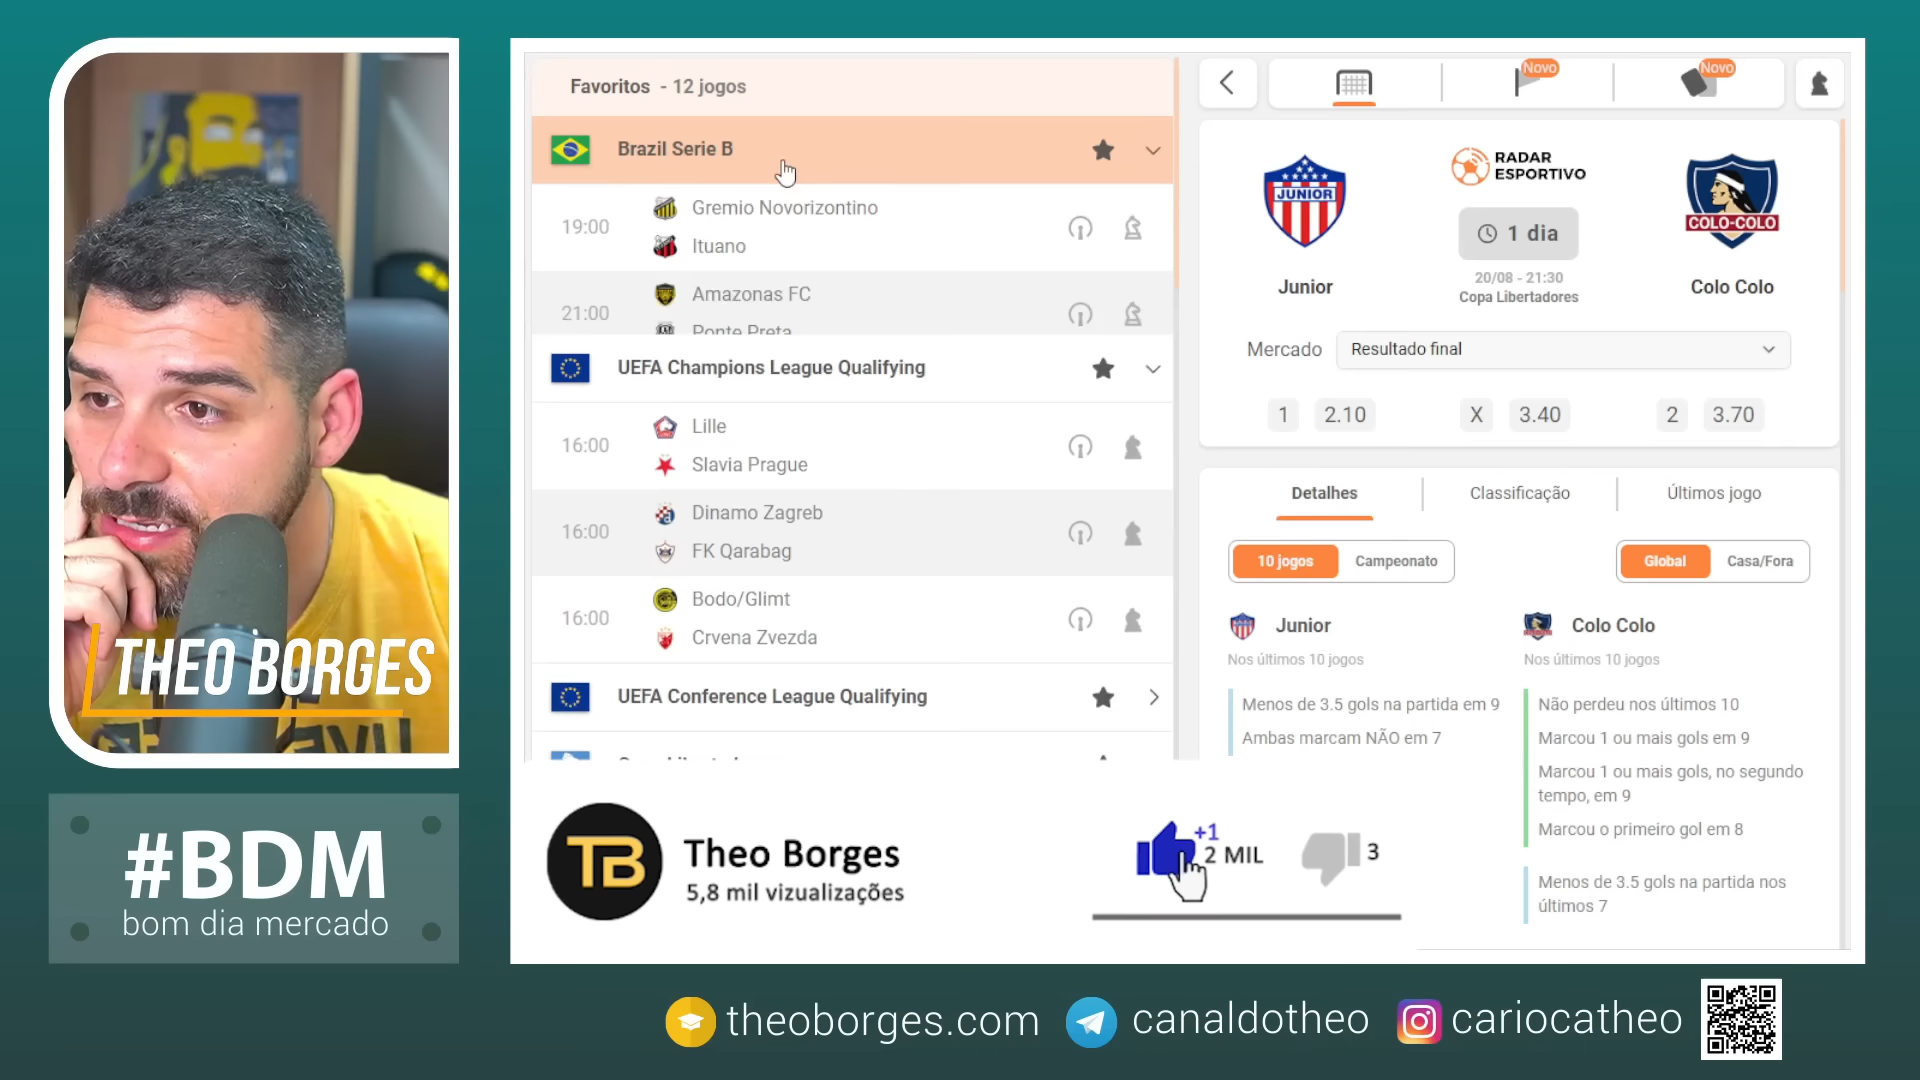 THEO BORGES
#BDM
bom dia mercado
Favoritos - 12 jogos
Brazil Serie B
19:00
Gremio Novorizontino
Ituano
21:00
Amazonas FC
Ponte Preta
UEFA Champions League Qualifying
16:00
Lille
Slavia Prague
16:00
Dinamo Zagreb
FK Qarabag
16:00
Bodo/Glimt
Crvena Zvezda
UEFA Conference League Qualifying
Novo
Novo
JUNIOR
RADAR
ESPORTIVO
COLO-COLO
1 dia
20/08 - 21:30
Copa Libertadores
Junior
Colo Colo
Mercado
Resultado final
1 2.10 X 3.40 2 3.70
Detalhes
Classificação
Últimos jogo
10 jogos
Campeonato
Global
Casa/Fora
Junior
Nos últimos 10 jogos
Menos de 3.5 gols na partida em 9
Ambas marcam NÃO em 7
Colo Colo
Nos últimos 10 jogos
Não perdeu nos últimos 10
Marcou 1 ou mais gols em 9
Marcou 1 ou mais gols, no segundo
tempo, em 9
Marcou o primeiro gol em 8
Menos de 3.5 gols na partida nos
últimos 7
TB
Theo Borges
5,8 mil vizualizações
+1
2 MIL
3
theoborges.com
canaldotheo
cariocatheo